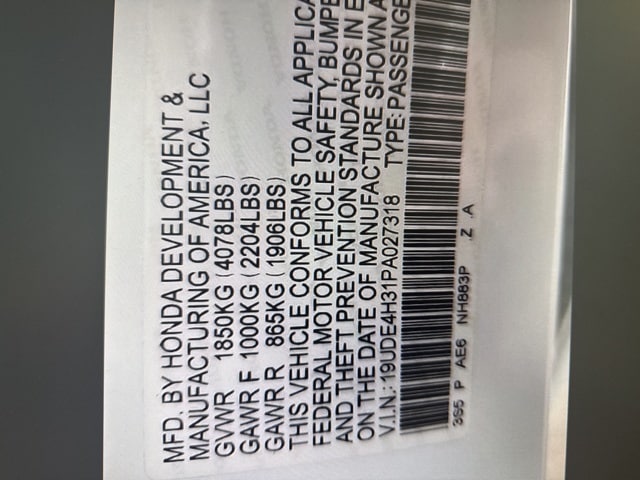 MFD. BY HONDA DEVELOPMENT &
MANUFACTURING OF AMERICA, LLC
GVWR 1850KG (4078LBS)
GAWR F 1000KG (2204LBS)
GAWR R 865KG (1906LBS)
THIS VEHICLE CONFORMS TO ALL APPLICA
FEDERAL MOTOR VEHICLE SAFETY, BUMPE
AND THEFT PREVENTION STANDARDS IN E
ON THE DATE OF MANUFACTURE SHOWN A
V.I.N.: 19UDE4H31PA027318 TYPE: PASSENGE
3S5 P AE6 NH883P Z A